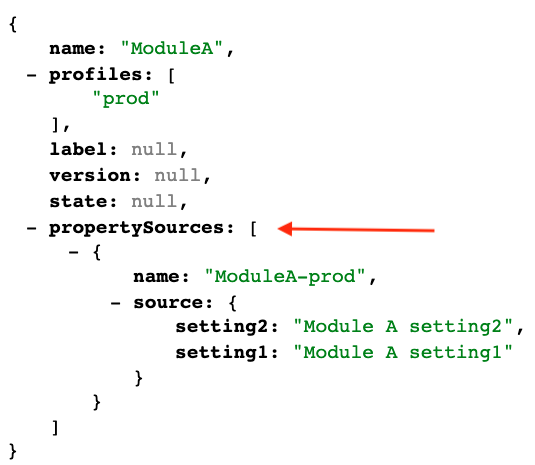 {
name: "ModuleA",
- profiles: [
"prod"
],
label: null,
version: null,
state: null,
- propertySources: [
- {
name: "ModuleA-prod",
- source: {
setting2: "Module A setting2",
setting1: "Module A setting1"
}
}
]
}